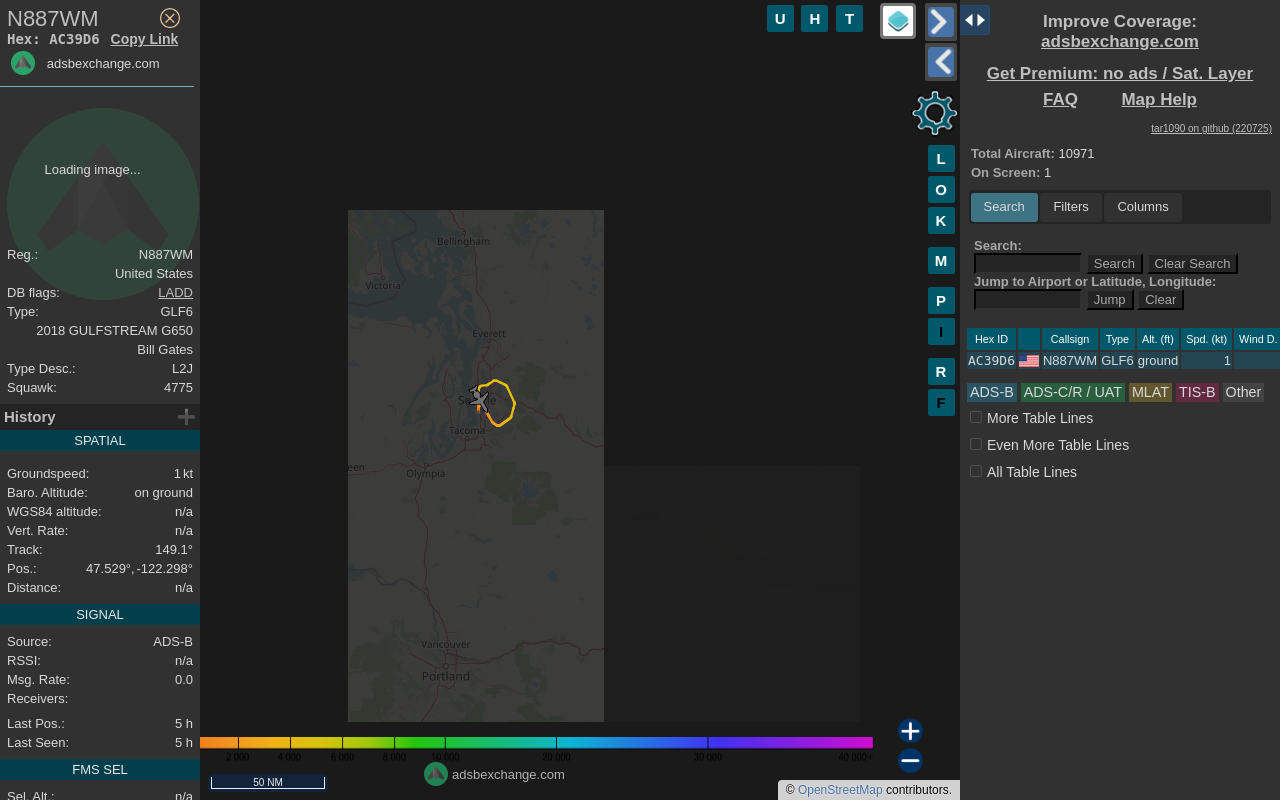 N887WM
Hex: AC39D6 Copy Link
adsbexchange.com
Loading image...
Reg.: N887WM
United States
DB flags: LADD
Type: GLF6
2018 GULFSTREAM G650
Bill Gates
Type Desc.: L2J
Squawk: 4775
History
SPATIAL
Groundspeed: 1 kt
Baro. Altitude: on ground
WGS84 altitude: n/a
Vert. Rate: n/a
Track: 149.1°
Pos.: 47.529°, -122.298°
Distance: n/a
SIGNAL
Source: ADS-B
RSSI: n/a
Msg. Rate: 0.0
Receivers:
Last Pos.: 5 h
Last Seen: 5 h
FMS SEL
Sel. Alt.: n/a
U H T
L
O
K
M
P
I
R
F
Bellingham
Victoria
Everett
Seattle
Tacoma
Olympia
een
Vancouver
Portland
2 000 4 000 6 000 8 000 10 000 20 000 30 000 40 000+
50 NM
adsbexchange.com
© OpenStreetMap contributors.
Improve Coverage:
adsbexchange.com
Get Premium: no ads / Sat. Layer
FAQ Map Help
tar1090 on github (220725)
Total Aircraft: 10971
On Screen: 1
Search Filters Columns
Search:
Search Clear Search
Jump to Airport or Latitude, Longitude:
Jump Clear
Hex ID Callsign Type Alt. (ft) Spd. (kt) Wind D.
AC39D6 N887WM GLF6 ground 1
ADS-B ADS-C/R / UAT MLAT TIS-B Other
More Table Lines
Even More Table Lines
All Table Lines